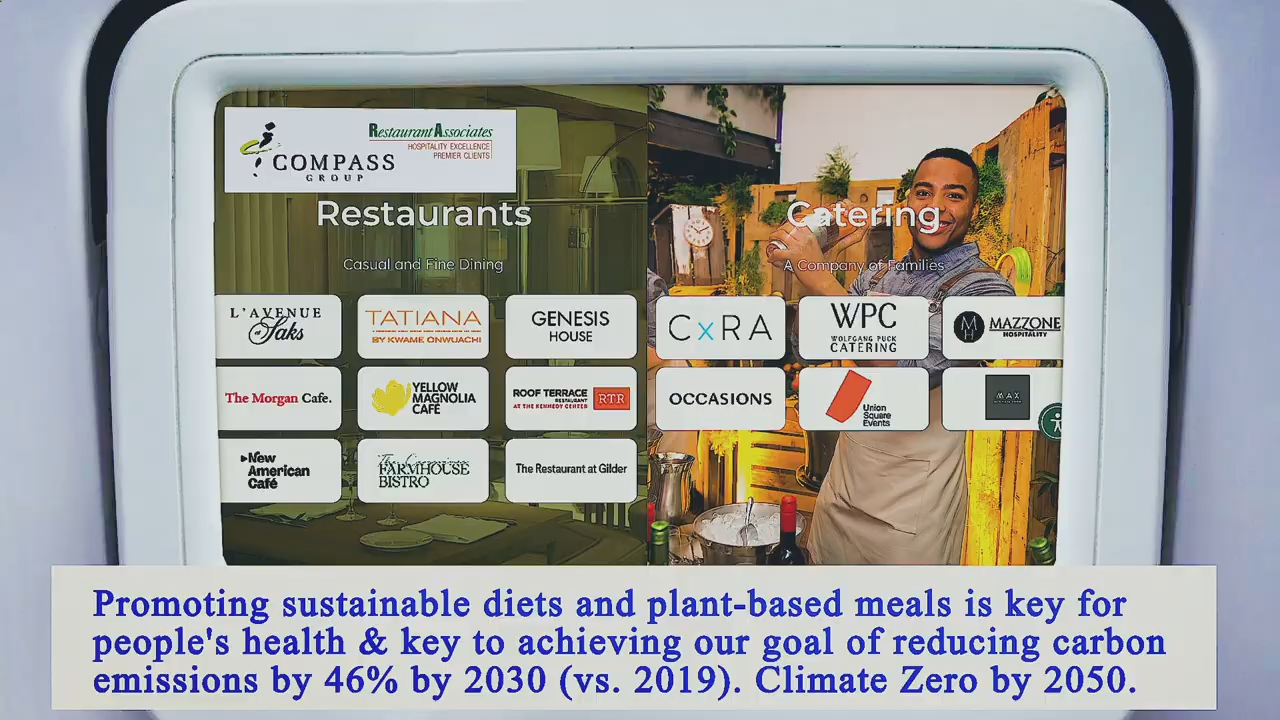 COMPASS
GROUP
Restaurant Associates
HOSPITALITY EXCELLENCE
PREMIER CLIENTS
Restaurants
Casual and Fine Dining
L'AVENUE
at Saks
TATIANA
BY KWAME ONWUACHI
GENESIS
HOUSE
The Morgan Cafe.
YELLOW
MAGNOLIA
CAFÉ
ROOF TERRACE
RESTAURANT
AT THE KENNEDY CENTER
RTR
New
American
Café
FARMHOUSE
BISTRO
The Restaurant at Gilder
Catering
A Company of Families
CxRA
WPC
WOLFGANG PUCK
CATERING
MH
MAZZONE
HOSPITALITY
OCCASIONS
Union
Square
Events
MAX
Promoting sustainable diets and plant-based meals is key for
people's health & key to achieving our goal of reducing carbon
emissions by 46% by 2030 (vs. 2019). Climate Zero by 2050.